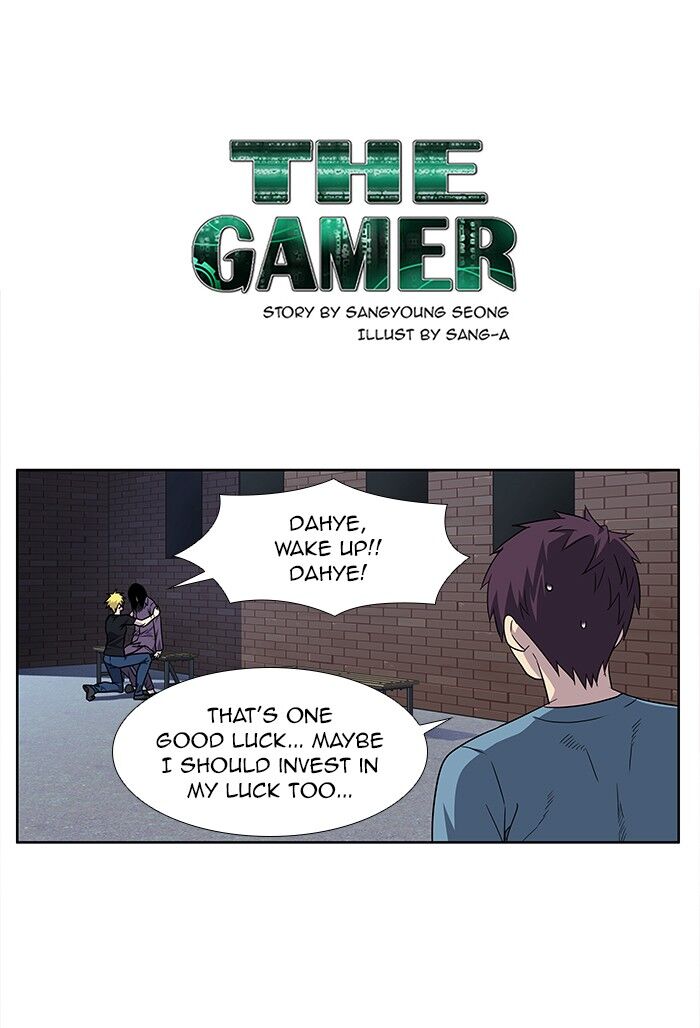 THE
GAMER
STORY BY SANGYOUNG SEONG
ILLUST BY SANG-A
DAHYE,
WAKE UP!!
DAHYE!
THAT'S ONE
GOOD LUCK... MAYBE
I SHOULD INVEST IN
MY LUCK TOO...